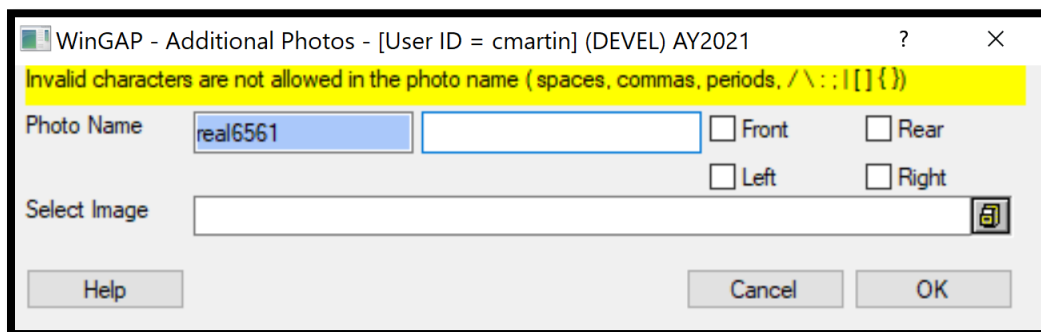 WinGAP - Additional Photos - [User ID = cmartin] (DEVEL) AY2021 ? ×
Invalid characters are not allowed in the photo name ( spaces, commas, periods, / \ : ; | [ ] { })
Photo Name real6561 Front Rear
Left Right
Select Image
Help Cancel OK